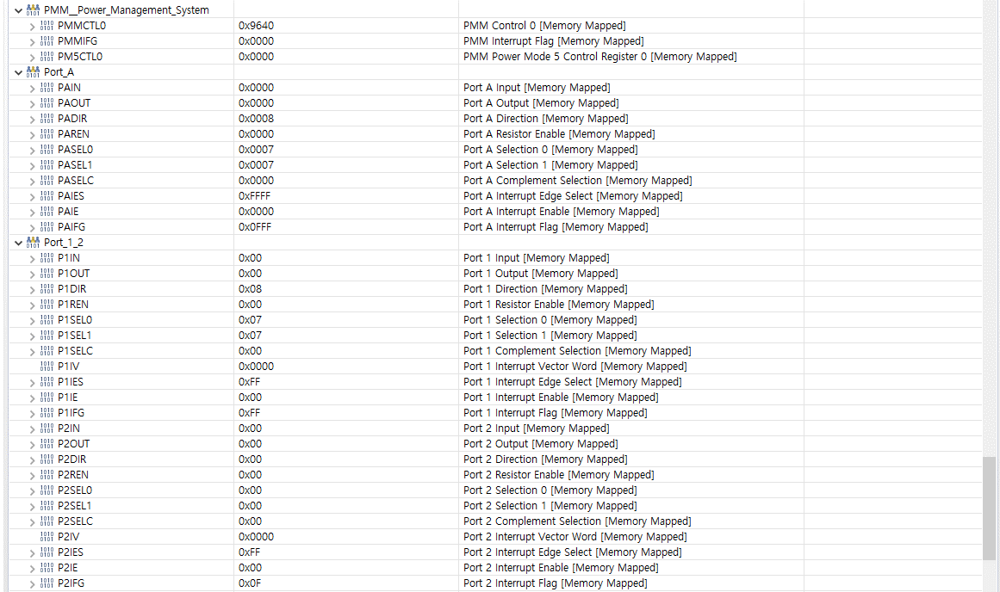 PMM__Power_Management_System
PMMCTL0 0x9640 PMM Control 0 [Memory Mapped]
PMMIFG 0x0000 PMM Interrupt Flag [Memory Mapped]
PM5CTL0 0x0000 PMM Power Mode 5 Control Register 0 [Memory Mapped]
Port_A
PAIN 0x0000 Port A Input [Memory Mapped]
PAOUT 0x0000 Port A Output [Memory Mapped]
PADIR 0x0008 Port A Direction [Memory Mapped]
PAREN 0x0000 Port A Resistor Enable [Memory Mapped]
PASEL0 0x0007 Port A Selection 0 [Memory Mapped]
PASEL1 0x0007 Port A Selection 1 [Memory Mapped]
PASELC 0x0000 Port A Complement Selection [Memory Mapped]
PAIES 0xFFFF Port A Interrupt Edge Select [Memory Mapped]
PAIE 0x0000 Port A Interrupt Enable [Memory Mapped]
PAIFG 0x0FFF Port A Interrupt Flag [Memory Mapped]
Port_1_2
P1IN 0x00 Port 1 Input [Memory Mapped]
P1OUT 0x00 Port 1 Output [Memory Mapped]
P1DIR 0x08 Port 1 Direction [Memory Mapped]
P1REN 0x00 Port 1 Resistor Enable [Memory Mapped]
P1SEL0 0x07 Port 1 Selection 0 [Memory Mapped]
P1SEL1 0x07 Port 1 Selection 1 [Memory Mapped]
P1SELC 0x00 Port 1 Complement Selection [Memory Mapped]
P1IV 0x0000 Port 1 Interrupt Vector Word [Memory Mapped]
P1IES 0xFF Port 1 Interrupt Edge Select [Memory Mapped]
P1IE 0x00 Port 1 Interrupt Enable [Memory Mapped]
P1IFG 0xFF Port 1 Interrupt Flag [Memory Mapped]
P2IN 0x00 Port 2 Input [Memory Mapped]
P2OUT 0x00 Port 2 Output [Memory Mapped]
P2DIR 0x00 Port 2 Direction [Memory Mapped]
P2REN 0x00 Port 2 Resistor Enable [Memory Mapped]
P2SEL0 0x00 Port 2 Selection 0 [Memory Mapped]
P2SEL1 0x00 Port 2 Selection 1 [Memory Mapped]
P2SELC 0x00 Port 2 Complement Selection [Memory Mapped]
P2IV 0x0000 Port 2 Interrupt Vector Word [Memory Mapped]
P2IES 0xFF Port 2 Interrupt Edge Select [Memory Mapped]
P2IE 0x00 Port 2 Interrupt Enable [Memory Mapped]
P2IFG 0x0F Port 2 Interrupt Flag [Memory Mapped]